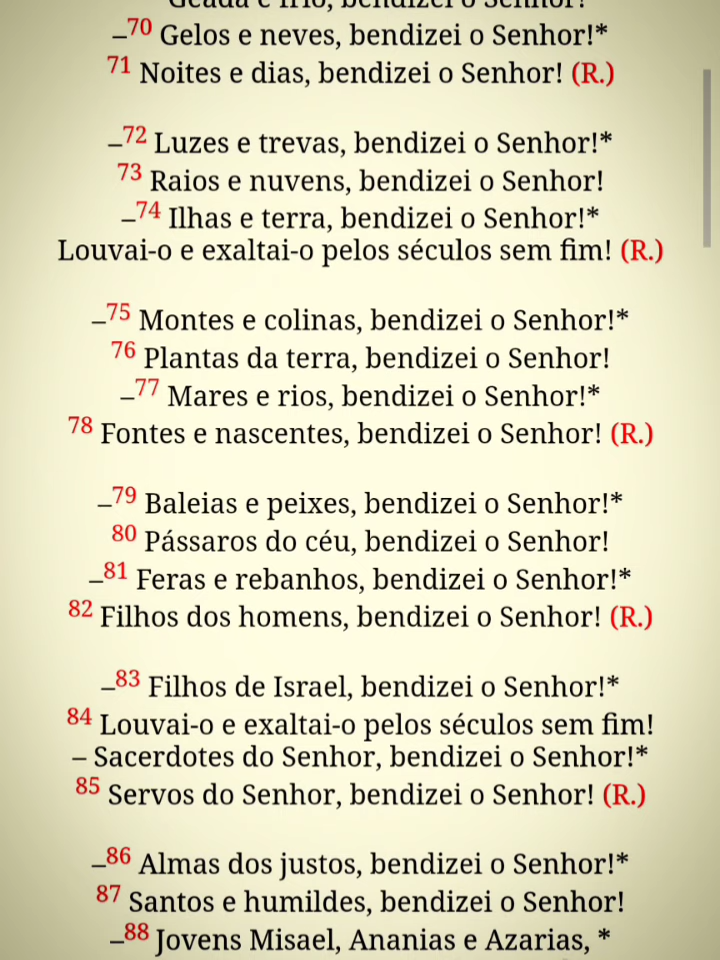 Geada e frio, bendizei o Senhor!
–70 Gelos e neves, bendizei o Senhor!*
71 Noites e dias, bendizei o Senhor! (R.)
–72 Luzes e trevas, bendizei o Senhor!*
73 Raios e nuvens, bendizei o Senhor!
–74 Ilhas e terra, bendizei o Senhor!*
Louvai-o e exaltai-o pelos séculos sem fim! (R.)
–75 Montes e colinas, bendizei o Senhor!*
76 Plantas da terra, bendizei o Senhor!
–77 Mares e rios, bendizei o Senhor!*
78 Fontes e nascentes, bendizei o Senhor! (R.)
–79 Baleias e peixes, bendizei o Senhor!*
80 Pássaros do céu, bendizei o Senhor!
–81 Feras e rebanhos, bendizei o Senhor!*
82 Filhos dos homens, bendizei o Senhor! (R.)
–83 Filhos de Israel, bendizei o Senhor!*
84 Louvai-o e exaltai-o pelos séculos sem fim!
– Sacerdotes do Senhor, bendizei o Senhor!*
85 Servos do Senhor, bendizei o Senhor! (R.)
–86 Almas dos justos, bendizei o Senhor!*
87 Santos e humildes, bendizei o Senhor!
–88 Jovens Misael, Ananias e Azarias, *